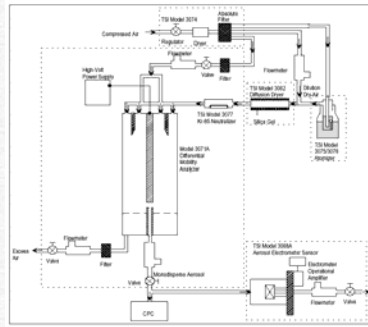 TSI Model 3074
Absolute
Filter
Compressed Air
Regulator
Dryer
Flowmeter
High-Volt
Power Supply
Valve
Filter
Flowmeter
TSI Model 3062
Diffusion Dryer
Dilution
Dry Air
TSI Model 3077
Kr-85 Neutralizer
Silica Gel
TSI Model
3075/3076
Atomizer
Model 3071A
Differential
Mobility
Analyzer
Flowmeter
Excess
Air
Valve
Filter
Flowmeter
Monodisperse Aerosol
Valve
CPC
TSI Model 3068A
Aerosol Electrometer Sensor
Electrometer
Operational
Amplifier
Flowmeter
Valve